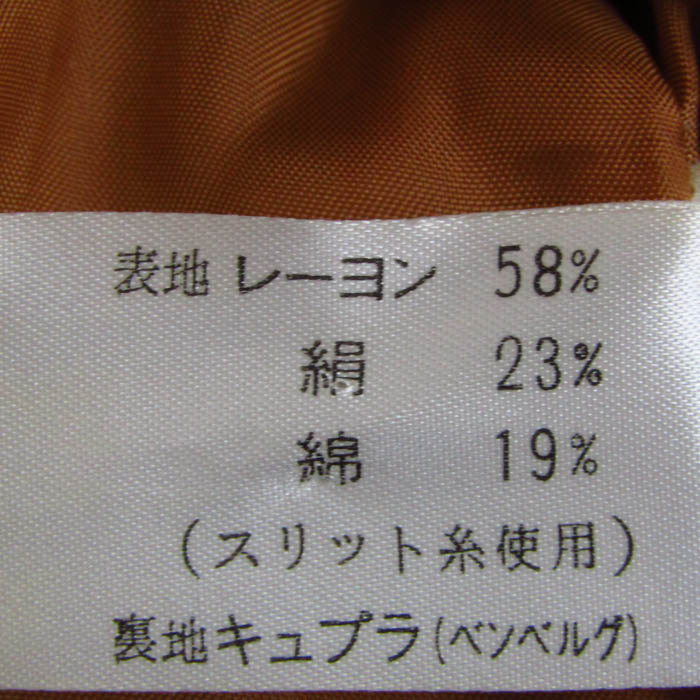 表地 レーヨン 58%
絹 23%
綿 19%
(スリット糸使用)
裏地キュプラ(ベンベルグ)